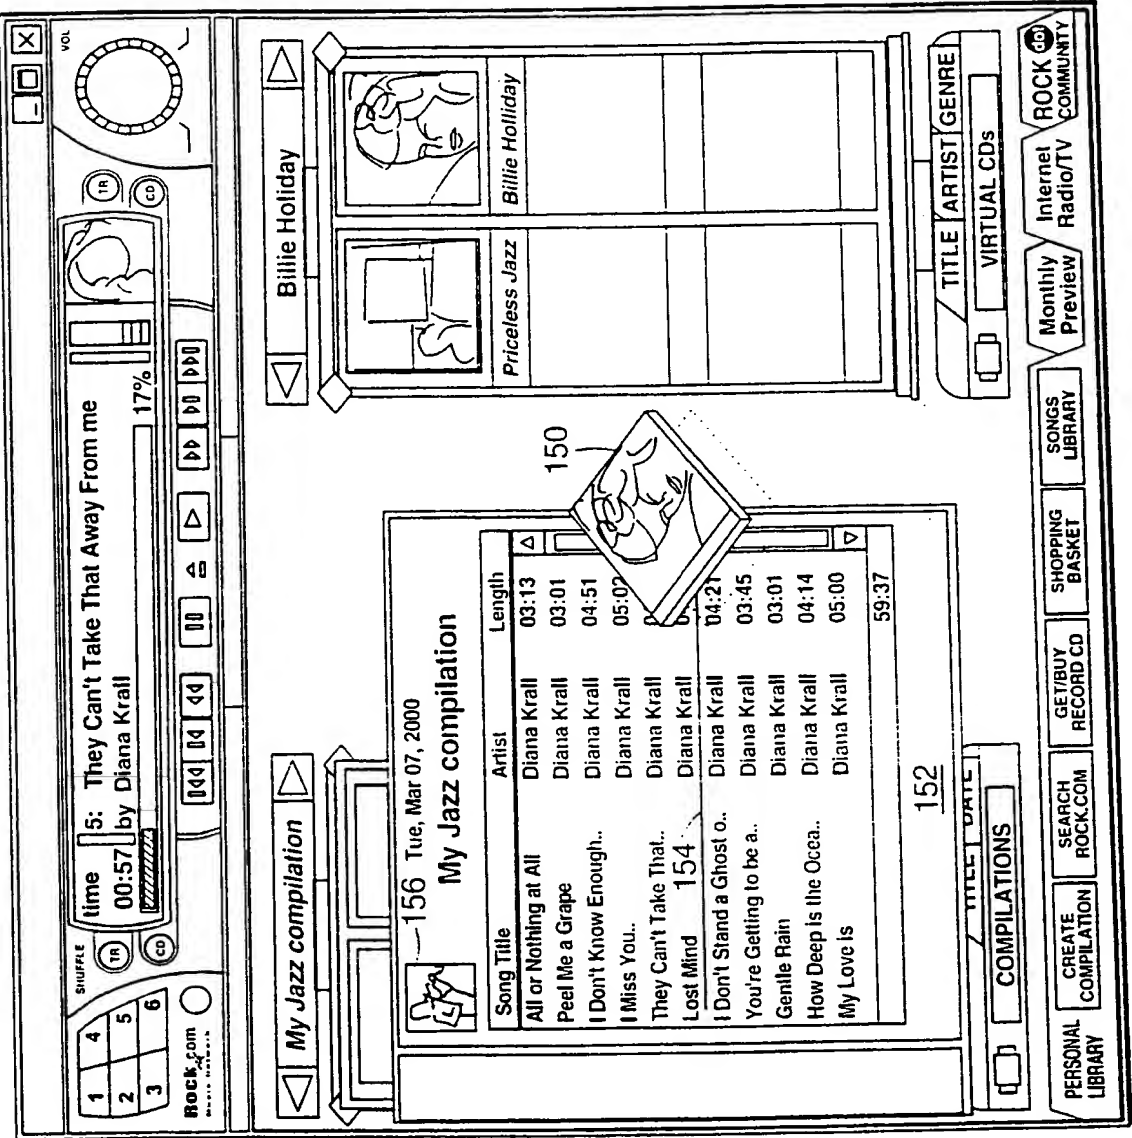 1 4
2 5
3 6
Rock.com
SHUFFLE
TR
CD
time 5: They Can't Take That Away From me
00:57 by Diana Krall
17%
TR
CD
VOL
My Jazz compilation
Billie Holiday
156 Tue, Mar 07, 2000
My Jazz compilation
Song Title Artist Length
All or Nothing at All Diana Krall 03:13
Peel Me a Grape Diana Krall 03:01
I Don't Know Enough.. Diana Krall 04:51
I Miss You.. Diana Krall 05:02
They Can't Take That.. Diana Krall
Lost Mind 154 Diana Krall
I Don't Stand a Ghost o.. Diana Krall 04:21
You're Getting to be a.. Diana Krall 03:45
Gentle Rain Diana Krall 03:01
How Deep is the Ocea.. Diana Krall 04:14
My Love Is Diana Krall 05:00
59:37
150
152
Priceless Jazz
Billie Holliday
TITLE DATE
COMPILATIONS
TITLE ARTIST GENRE
VIRTUAL CDs
PERSONAL
LIBRARY
CREATE
COMPILATION
SEARCH
ROCK.COM
GET/BUY
RECORD CD
SHOPPING
BASKET
SONGS
LIBRARY
Monthly
Preview
Internet
Radio/TV
ROCK dot
COMMUNITY